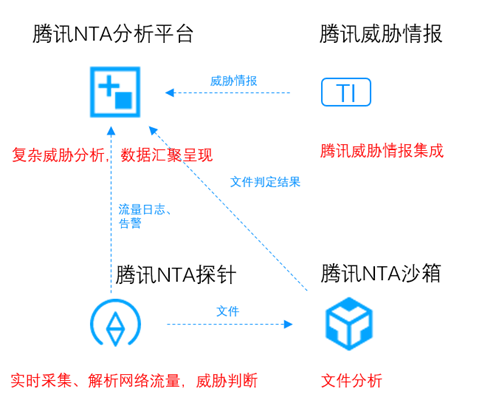 腾讯NTA分析平台
腾讯威胁情报
威胁情报
TI
复杂威胁分析，数据汇聚呈现
腾讯威胁情报集成
文件判定结果
流量日志、
告警
腾讯NTA探针
腾讯NTA沙箱
文件
实时采集、解析网络流量，威胁判断
文件分析